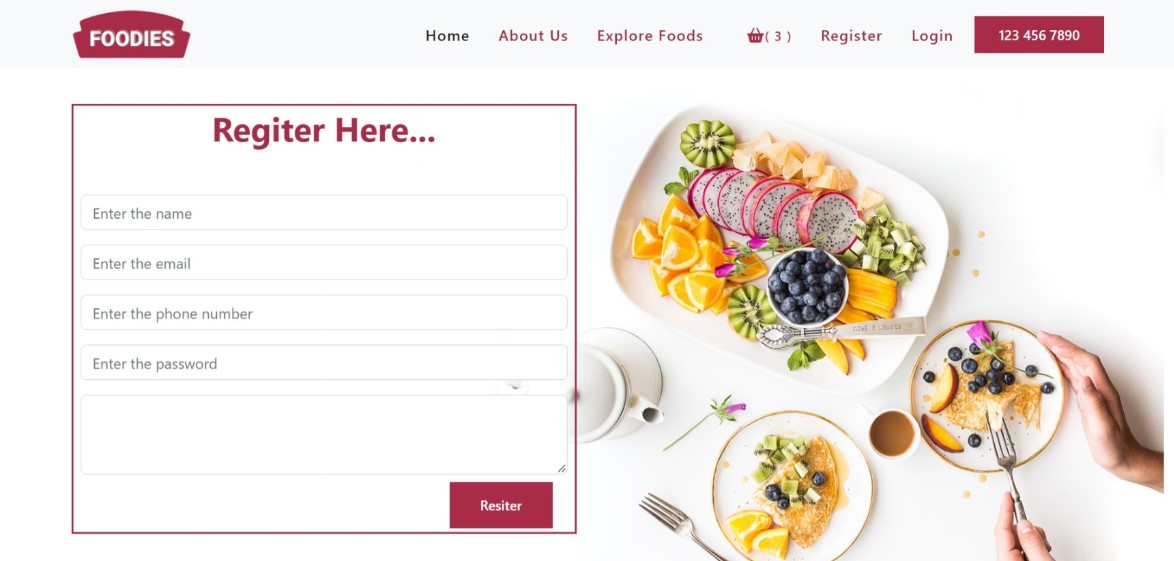 FOODIES
Home About Us Explore Foods ( 3 ) Register Login 123 456 7890
Regiter Here...
Enter the name
Enter the email
Enter the phone number
Enter the password
Resiter